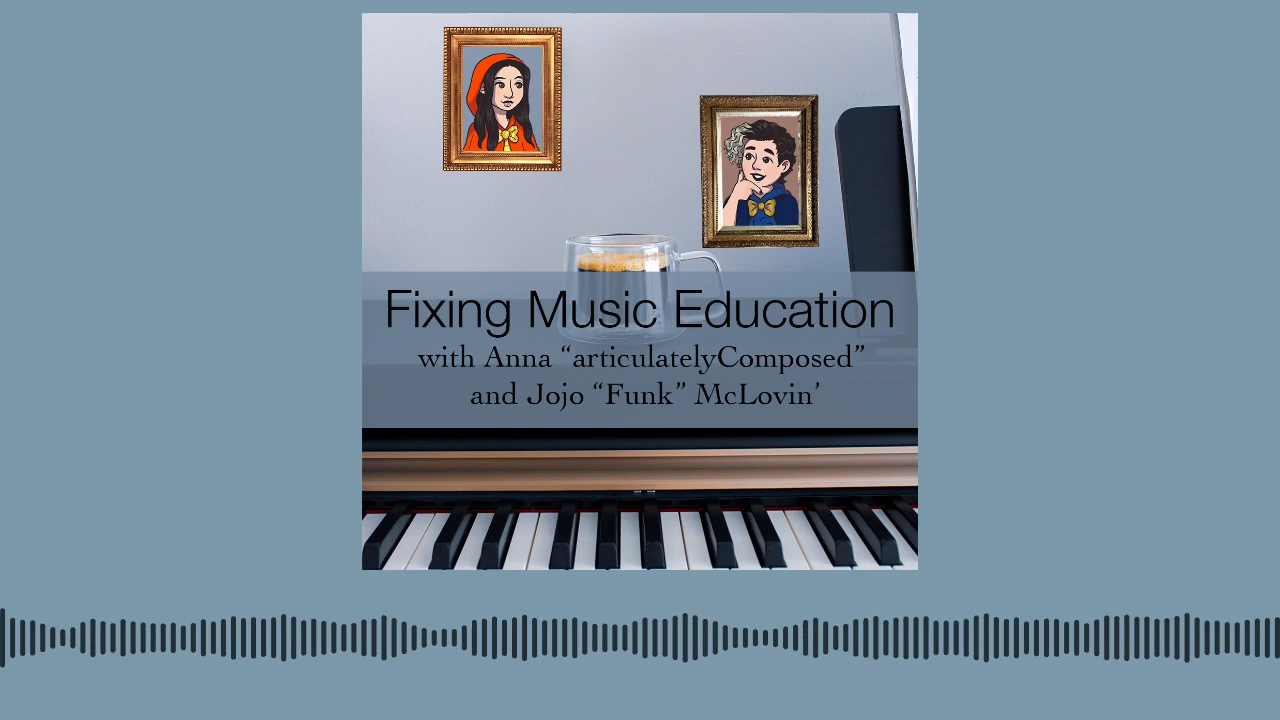 Fixing Music Education
with Anna “articulatelyComposed”
and Jojo “Funk” McLovin’